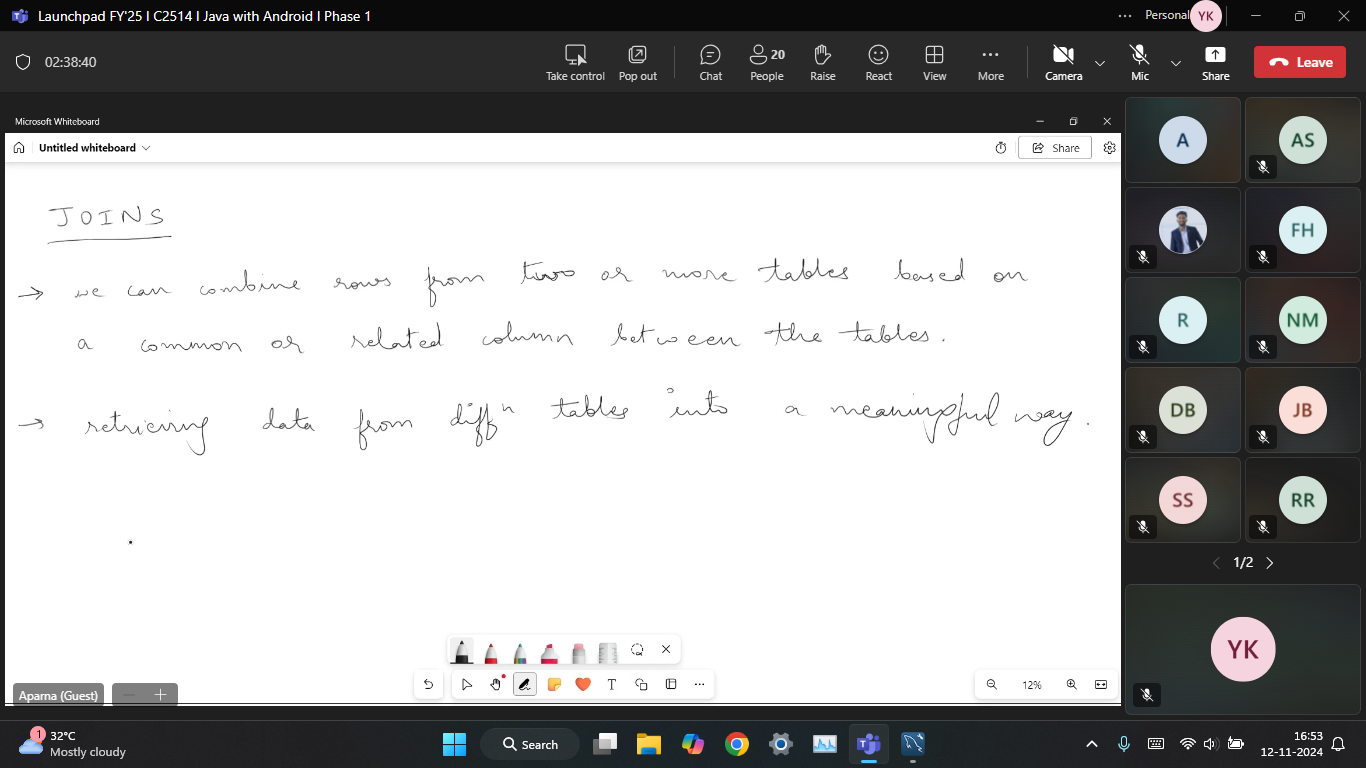 Launchpad FY'25 I C2514 I Java with Android I Phase 1
Personal
YK
02:38:40
Take control
Pop out
Chat
20
People
Raise
React
View
More
Camera
Mic
Share
Leave
Microsoft Whiteboard
Untitled whiteboard
Share
JOINS
→ we can combine rows from two or more tables based on
a common or related column between the tables.
→ retrieving data from diffn tables into a meaningful way.
A
AS
FH
R
NM
DB
JB
SS
RR
1/2
YK
12%
Aparna (Guest)
1
32°C
Mostly cloudy
Search
16:53
12-11-2024